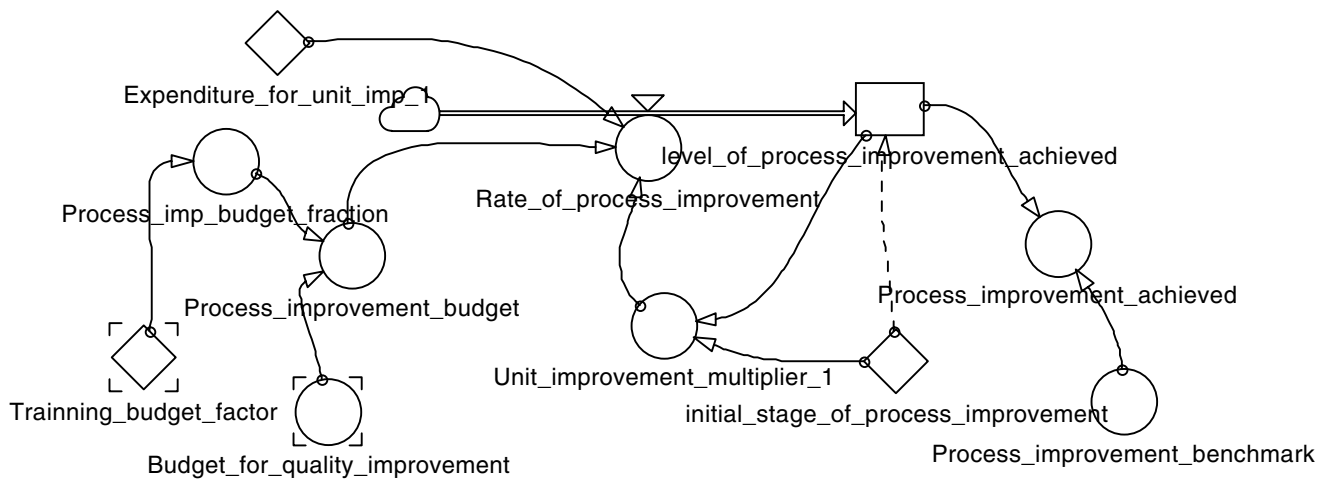 Expenditure_for_unit_imp_1
level_of_process_improvement_achieved
Rate_of_process_improvement
Process_imp_budget_fraction
Process_improvement_achieved
Process_improvement_budget
Unit_improvement_multiplier_1
Trainning_budget_factor
initial_stage_of_process_improvement
Process_improvement_benchmark
Budget_for_quality_improvement